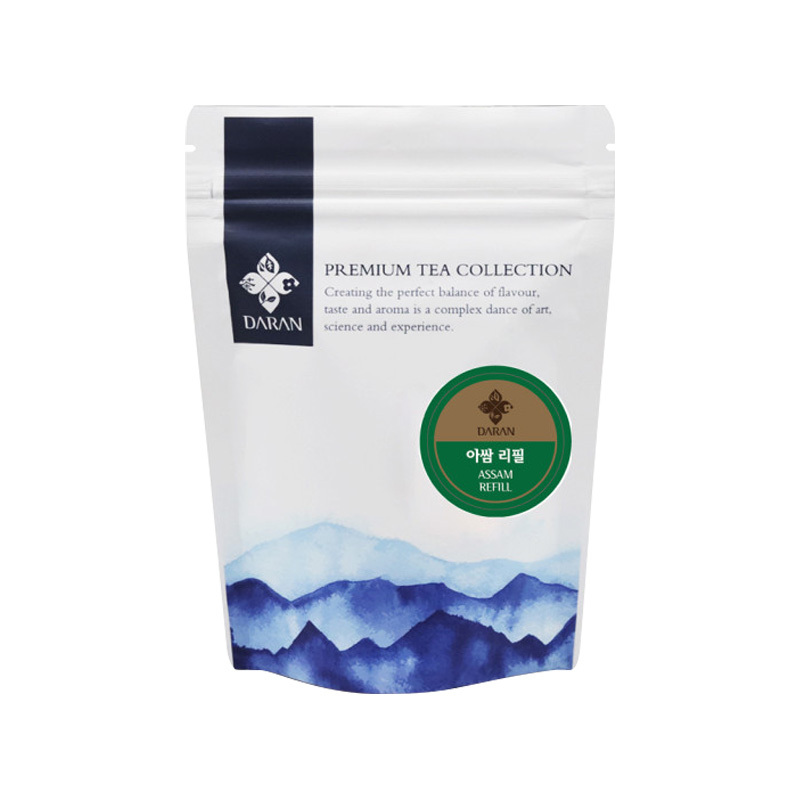 DARAN
PREMIUM TEA COLLECTION
Creating the perfect balance of flavour,
taste and aroma is a complex dance of art,
science and experience.
DARAN
아쌈 리필
ASSAM
REFILL